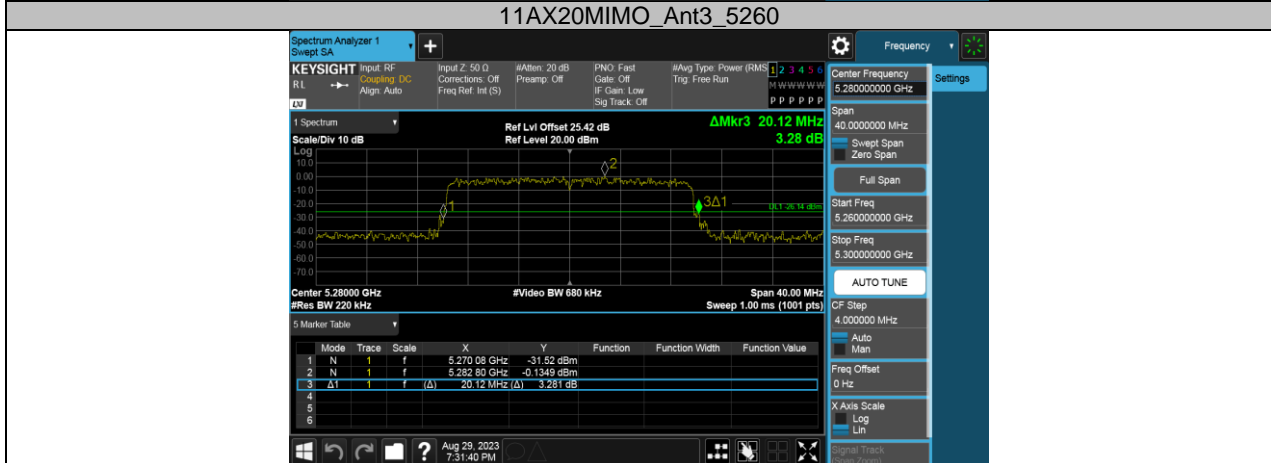 11AX20MIMO_Ant3_5260
Spectrum Analyzer 1
Swept SA
Frequency
KEYSIGHT
RL
LXI
Input: RF
Coupling: DC
Align: Auto
Input Z: 50 Ω
Corrections: Off
Freq Ref: Int (S)
#Atten: 20 dB
Preamp: Off
PNO: Fast
Gate: Off
IF Gain: Low
Sig Track: Off
#Avg Type: Power (RMS
Trig: Free Run
1 2 3 4 5 6
M W W W W W
P P P P P P
1 Spectrum
Scale/Div 10 dB
Ref Lvl Offset 25.42 dB
Ref Level 20.00 dBm
ΔMkr3 20.12 MHz
3.28 dB
Log
10.0
0.00
-10.0
-20.0
-30.0
-40.0
-50.0
-60.0
-70.0
2
1
3Δ1
DL1 -26.14 dBm
Center 5.28000 GHz
#Video BW 680 kHz
Span 40.00 MHz
#Res BW 220 kHz
Sweep 1.00 ms (1001 pts)
5 Marker Table
Mode Trace Scale X Y Function Function Width Function Value
1 N 1 f 5.270 08 GHz -31.52 dBm
2 N 1 f 5.282 80 GHz -0.1349 dBm
3 Δ1 1 f (Δ) 20.12 MHz (Δ) 3.281 dB
4
5
6
Aug 29, 2023
7:31:40 PM
Center Frequency
5.280000000 GHz
Settings
Span
40.0000000 MHz
Swept Span
Zero Span
Full Span
Start Freq
5.260000000 GHz
Stop Freq
5.300000000 GHz
AUTO TUNE
CF Step
4.000000 MHz
Auto
Man
Freq Offset
0 Hz
X Axis Scale
Log
Lin
Signal Track
(Span Zoom)